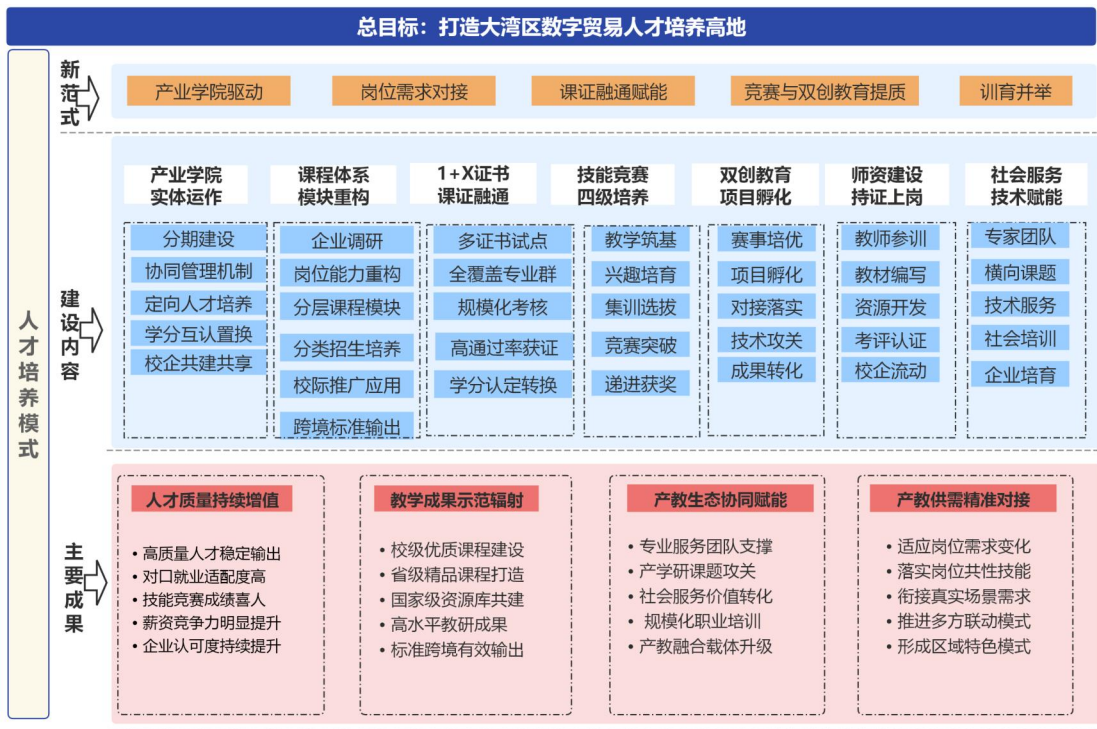 总目标：打造大湾区数字贸易人才培养高地
人才培养模式
新范式
产业学院驱动
岗位需求对接
课证融通赋能
竞赛与双创教育提质
训育并举
建设内容
产业学院
实体运作
分期建设
协同管理机制
定向人才培养
学分互认置换
校企共建共享
课程体系
模块重构
企业调研
岗位能力重构
分层课程模块
分类招生培养
校际推广应用
跨境标准输出
1+X证书
课证融通
多证书试点
全覆盖专业群
规模化考核
高通过率获证
学分认定转换
技能竞赛
四级培养
教学筑基
兴趣培育
集训选拔
竞赛突破
递进获奖
双创教育
项目孵化
赛事培优
项目孵化
对接落实
技术攻关
成果转化
师资建设
持证上岗
教师参训
教材编写
资源开发
考评认证
校企流动
社会服务
技术赋能
专家团队
横向课题
技术服务
社会培训
企业培育
主要成果
人才质量持续增值
• 高质量人才稳定输出
• 对口就业适配度高
• 技能竞赛成绩喜人
• 薪资竞争力明显提升
• 企业认可度持续提升
教学成果示范辐射
• 校级优质课程建设
• 省级精品课程打造
• 国家级资源库共建
• 高水平教研成果
• 标准跨境有效输出
产教生态协同赋能
• 专业服务团队支撑
• 产学研课题攻关
• 社会服务价值转化
• 规模化职业培训
• 产教融合载体升级
产教供需精准对接
• 适应岗位需求变化
• 落实岗位共性技能
• 衔接真实场景需求
• 推进多方联动模式
• 形成区域特色模式